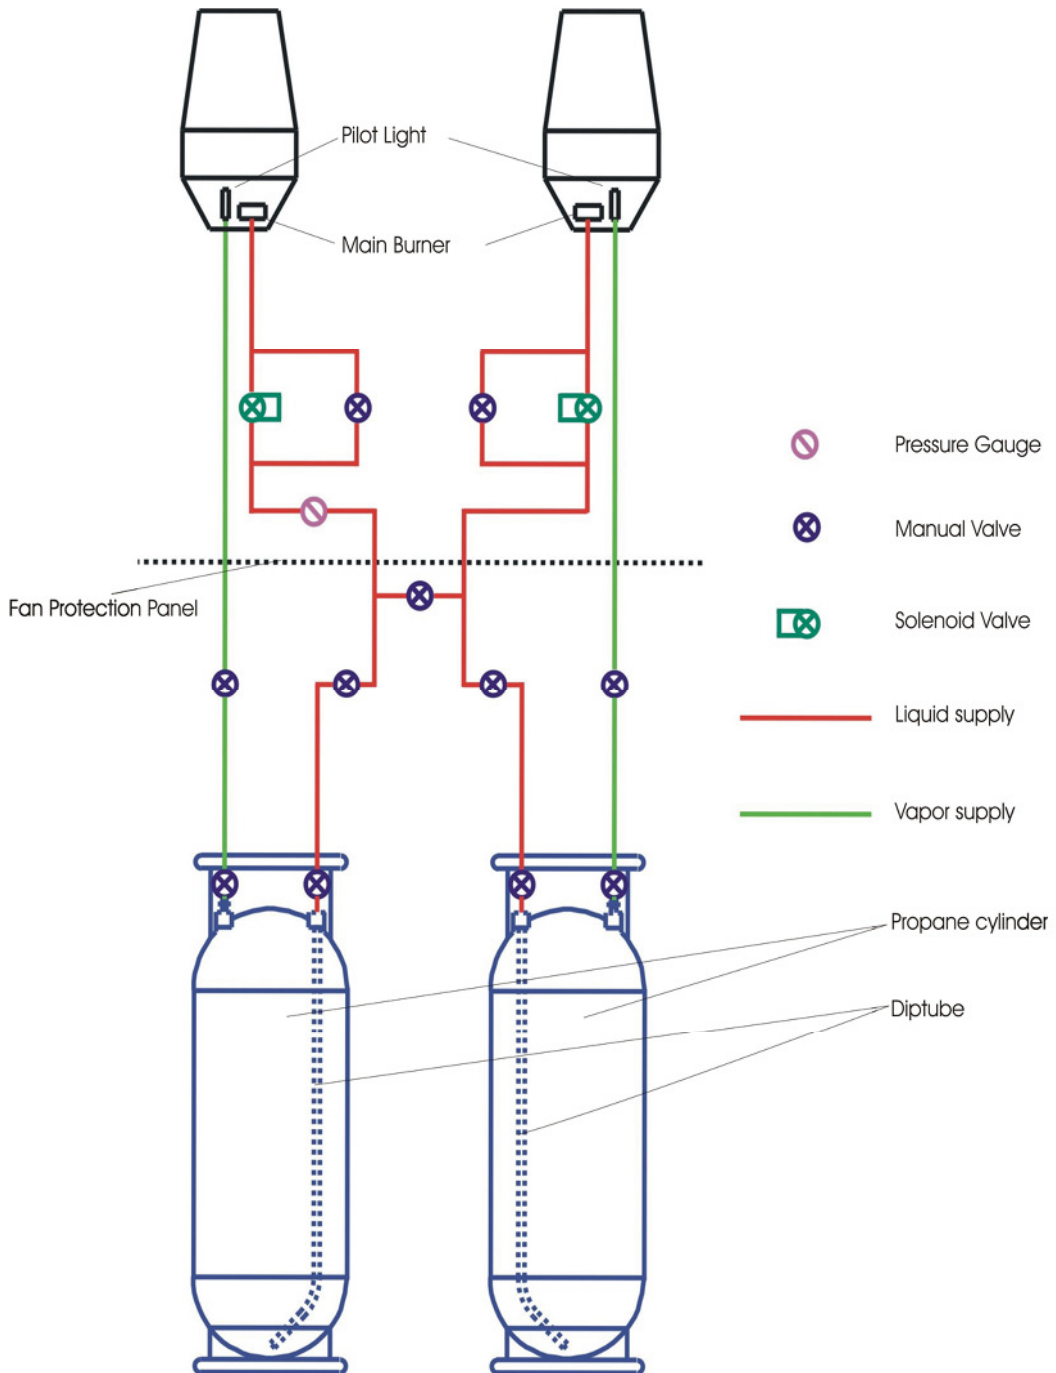 Pilot Light
Main Burner
Pressure Gauge
Manual Valve
Fan Protection Panel
Solenoid Valve
Liquid supply
Vapor supply
Propane cylinder
Diptube